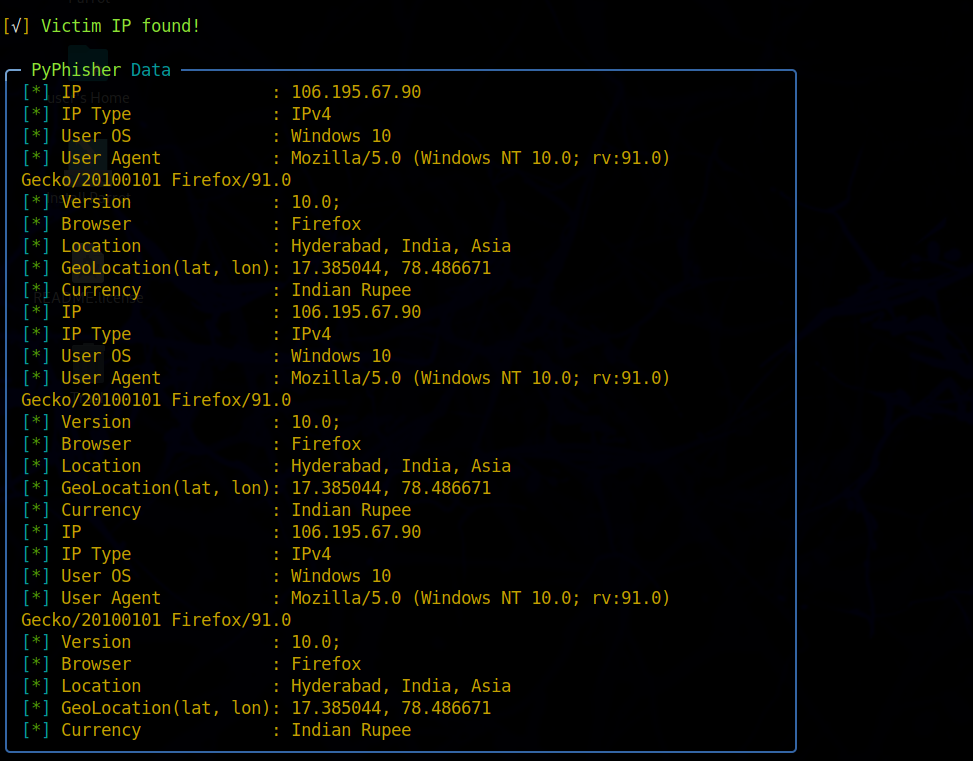 [√] Victim IP found!
PyPhisher Data
[*] IP : 106.195.67.90
[*] IP Type : IPv4
[*] User OS : Windows 10
[*] User Agent : Mozilla/5.0 (Windows NT 10.0; rv:91.0)
Gecko/20100101 Firefox/91.0
[*] Version : 10.0;
[*] Browser : Firefox
[*] Location : Hyderabad, India, Asia
[*] GeoLocation(lat, lon): 17.385044, 78.486671
[*] Currency : Indian Rupee
[*] IP : 106.195.67.90
[*] IP Type : IPv4
[*] User OS : Windows 10
[*] User Agent : Mozilla/5.0 (Windows NT 10.0; rv:91.0)
Gecko/20100101 Firefox/91.0
[*] Version : 10.0;
[*] Browser : Firefox
[*] Location : Hyderabad, India, Asia
[*] GeoLocation(lat, lon): 17.385044, 78.486671
[*] Currency : Indian Rupee
[*] IP : 106.195.67.90
[*] IP Type : IPv4
[*] User OS : Windows 10
[*] User Agent : Mozilla/5.0 (Windows NT 10.0; rv:91.0)
Gecko/20100101 Firefox/91.0
[*] Version : 10.0;
[*] Browser : Firefox
[*] Location : Hyderabad, India, Asia
[*] GeoLocation(lat, lon): 17.385044, 78.486671
[*] Currency : Indian Rupee